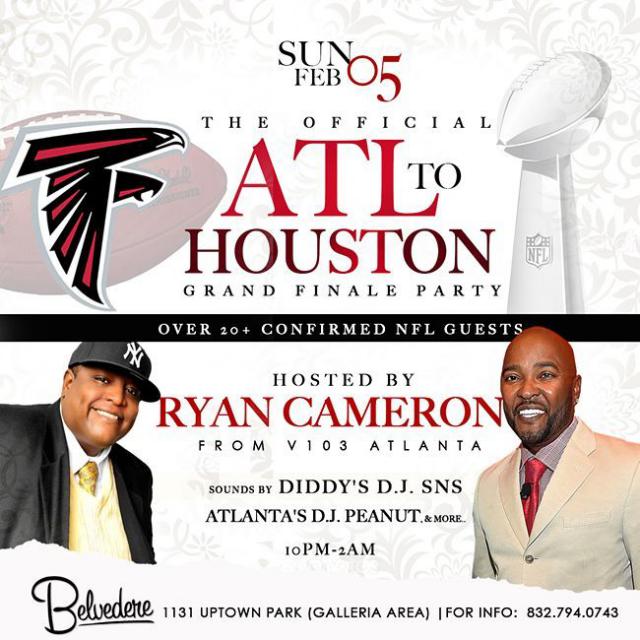 SUN
FEB 05
THE OFFICIAL
ATL TO
HOUSTON
GRAND FINALE PARTY
NFL
OVER 20+ CONFIRMED NFL GUESTS
NY
HOSTED BY
RYAN CAMERON
FROM V103 ATLANTA
SOUNDS BY DIDDY'S D.J. SNS
ATLANTA'S D.J. PEANUT, & MORE..
10PM-2AM
Belvedere 1131 UPTOWN PARK (GALLERIA AREA) | FOR INFO: 832.794.0743